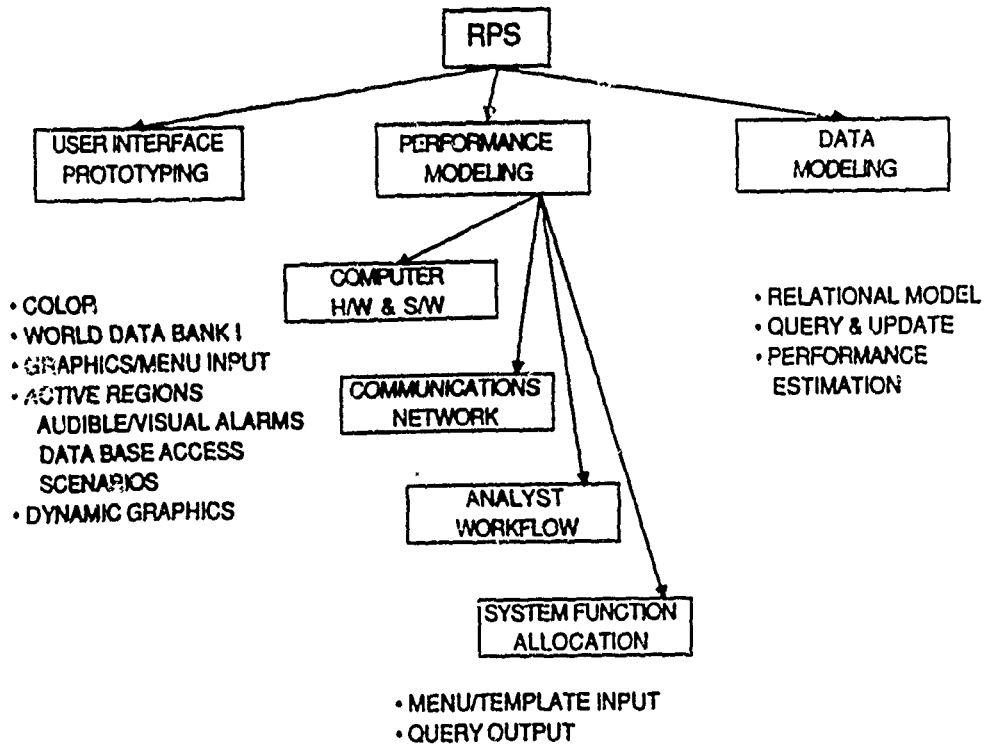 RPS
USER INTERFACE
PROTOTYPING
PERFORMANCE
MODELING
DATA
MODELING
COMPUTER
H/W & S/W
COMMUNICATIONS
NETWORK
ANALYST
WORKFLOW
SYSTEM FUNCTION
ALLOCATION
• COLOR
• WORLD DATA BANK I
• GRAPHICS/MENU INPUT
• ACTIVE REGIONS
AUDIBLE/VISUAL ALARMS
DATA BASE ACCESS
SCENARIOS
• DYNAMIC GRAPHICS
• RELATIONAL MODEL
• QUERY & UPDATE
• PERFORMANCE
ESTIMATION
• MENU/TEMPLATE INPUT
• QUERY OUTPUT